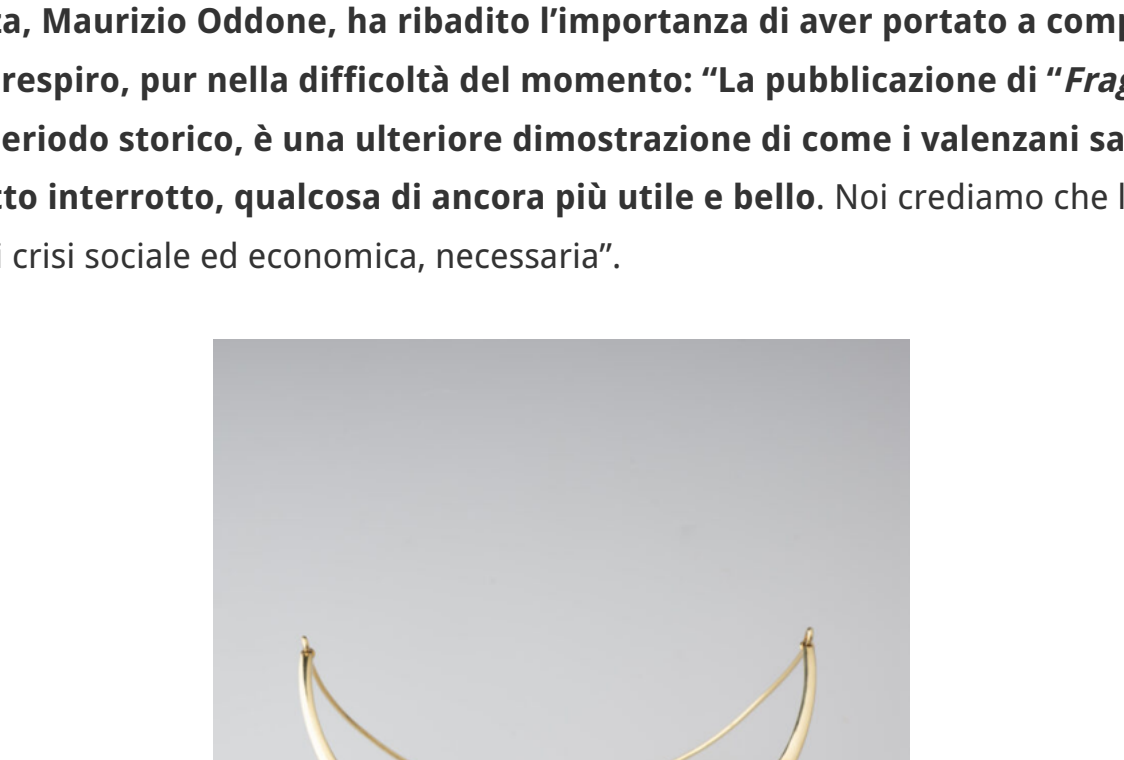 za, Maurizio Oddone, ha ribadito l’importanza di aver portato a comp
respiro, pur nella difficoltà del momento: “La pubblicazione di “Frag
eriodo storico, è una ulteriore dimostrazione di come i valenzani sa
tto interrotto, qualcosa di ancora più utile e bello. Noi crediamo che l
i crisi sociale ed economica, necessaria”.